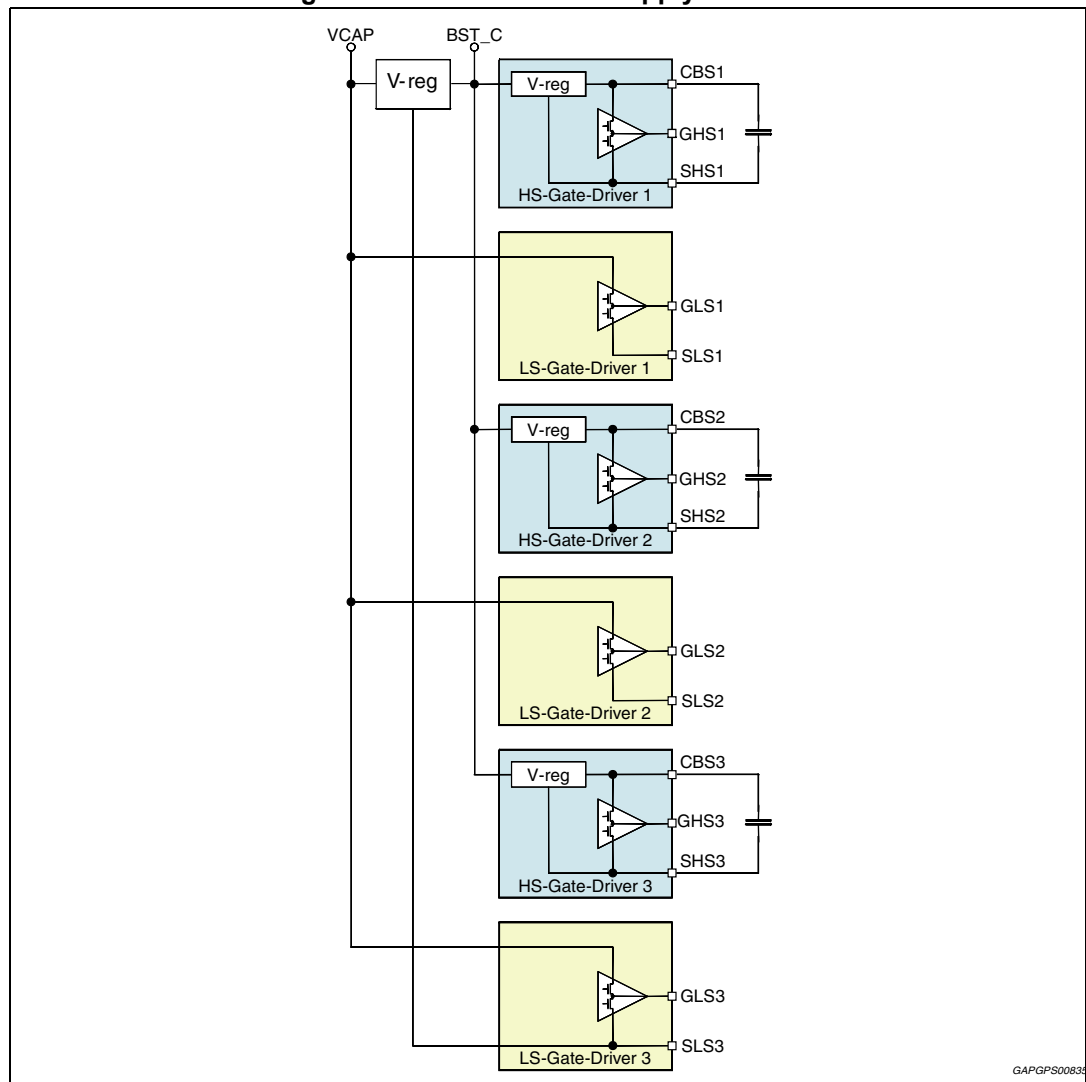 VCAP BST_C
V-reg
V-reg
CBS1
GHS1
SHS1
HS-Gate-Driver 1
GLS1
SLS1
LS-Gate-Driver 1
V-reg
CBS2
GHS2
SHS2
HS-Gate-Driver 2
GLS2
SLS2
LS-Gate-Driver 2
V-reg
CBS3
GHS3
SHS3
HS-Gate-Driver 3
GLS3
SLS3
LS-Gate-Driver 3